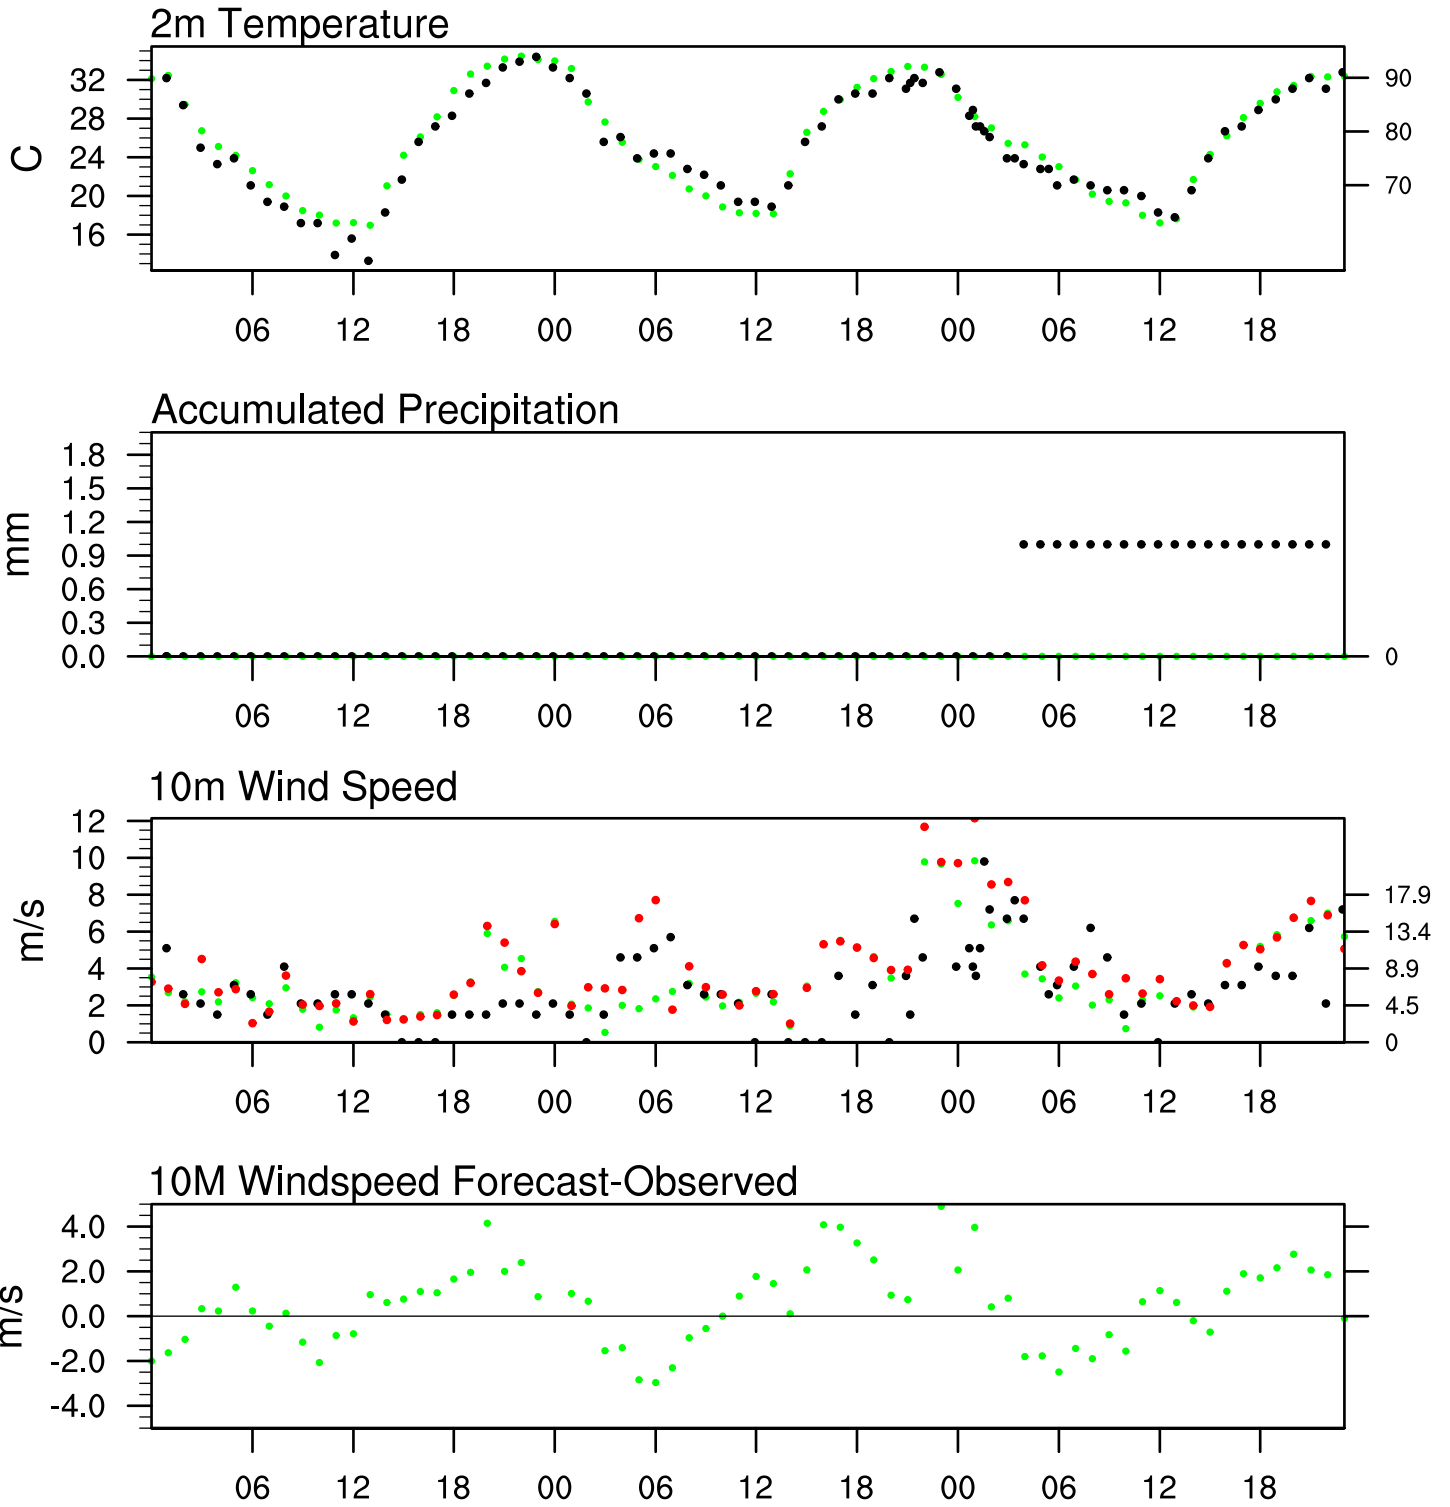 2m Temperature
C
32
28
24
20
16
90
80
70
06 12 18 00 06 12 18 00 06 12 18
Accumulated Precipitation
mm
1.8
1.5
1.2
0.9
0.6
0.3
0.0
0
06 12 18 00 06 12 18 00 06 12 18
10m Wind Speed
m/s
12
10
8
6
4
2
0
17.9
13.4
8.9
4.5
0
06 12 18 00 06 12 18 00 06 12 18
10M Windspeed Forecast-Observed
m/s
4.0
2.0
0.0
-2.0
-4.0
06 12 18 00 06 12 18 00 06 12 18